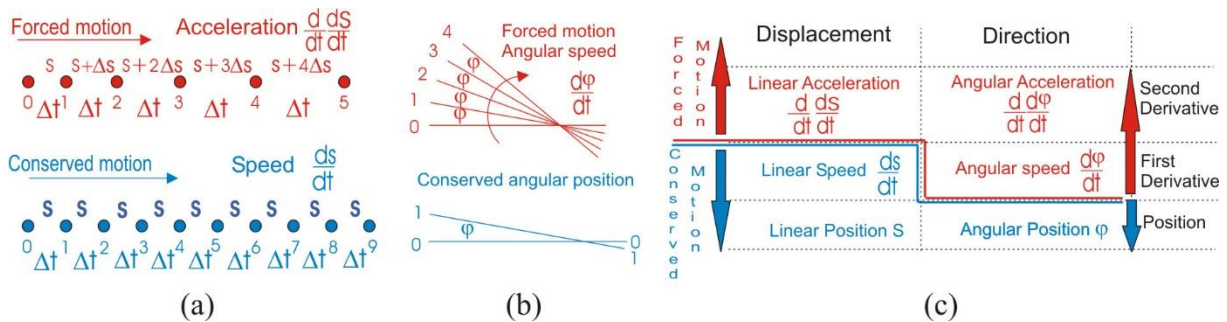 Forced motion Acceleration d/dt ds/dt
s s+Δs s+2Δs s+3Δs s+4Δs
0 1 2 3 4 5
Δt Δt Δt Δt Δt
Conserved motion Speed ds/dt
s s s s s s s s s
0 1 2 3 4 5 6 7 8 9
Δt Δt Δt Δt Δt Δt Δt Δt Δt
(a)
4
3
2
1
0
φ
φ
φ
φ
Forced motion
Angular speed
dφ/dt
Conserved angular position
1
φ
0 0
1
(b)
Displacement Direction
Forced
Motion
Conserved
Motion
Linear Acceleration
d/dt ds/dt
Angular Acceleration
d/dt dφ/dt
Second
Derivative
Linear Speed ds/dt
Angular speed dφ/dt
First
Derivative
Linear Position S
Angular Position φ
Position
(c)